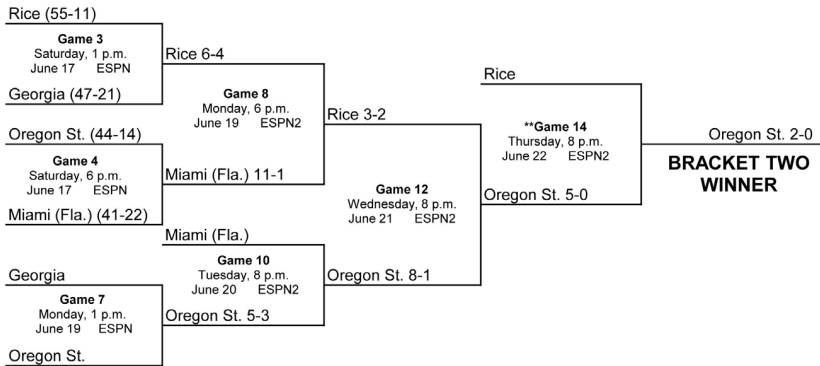 Rice (55-11)
Game 3
Saturday, 1 p.m.
June 17 ESPN
Georgia (47-21)
Rice 6-4
Oregon St. (44-14)
Game 4
Saturday, 6 p.m.
June 17 ESPN
Miami (Fla.) (41-22)
Game 8
Monday, 6 p.m.
June 19 ESPN2
Miami (Fla.) 11-1
Rice 3-2
Miami (Fla.)
Georgia
Game 7
Monday, 1 p.m.
June 19 ESPN
Oregon St.
Game 10
Tuesday, 8 p.m.
June 20 ESPN2
Oregon St. 5-3
Game 12
Wednesday, 8 p.m.
June 21 ESPN2
Oregon St. 8-1
Rice
**Game 14
Thursday, 8 p.m.
June 22 ESPN2
Oregon St. 5-0
Oregon St. 2-0
BRACKET TWO
WINNER